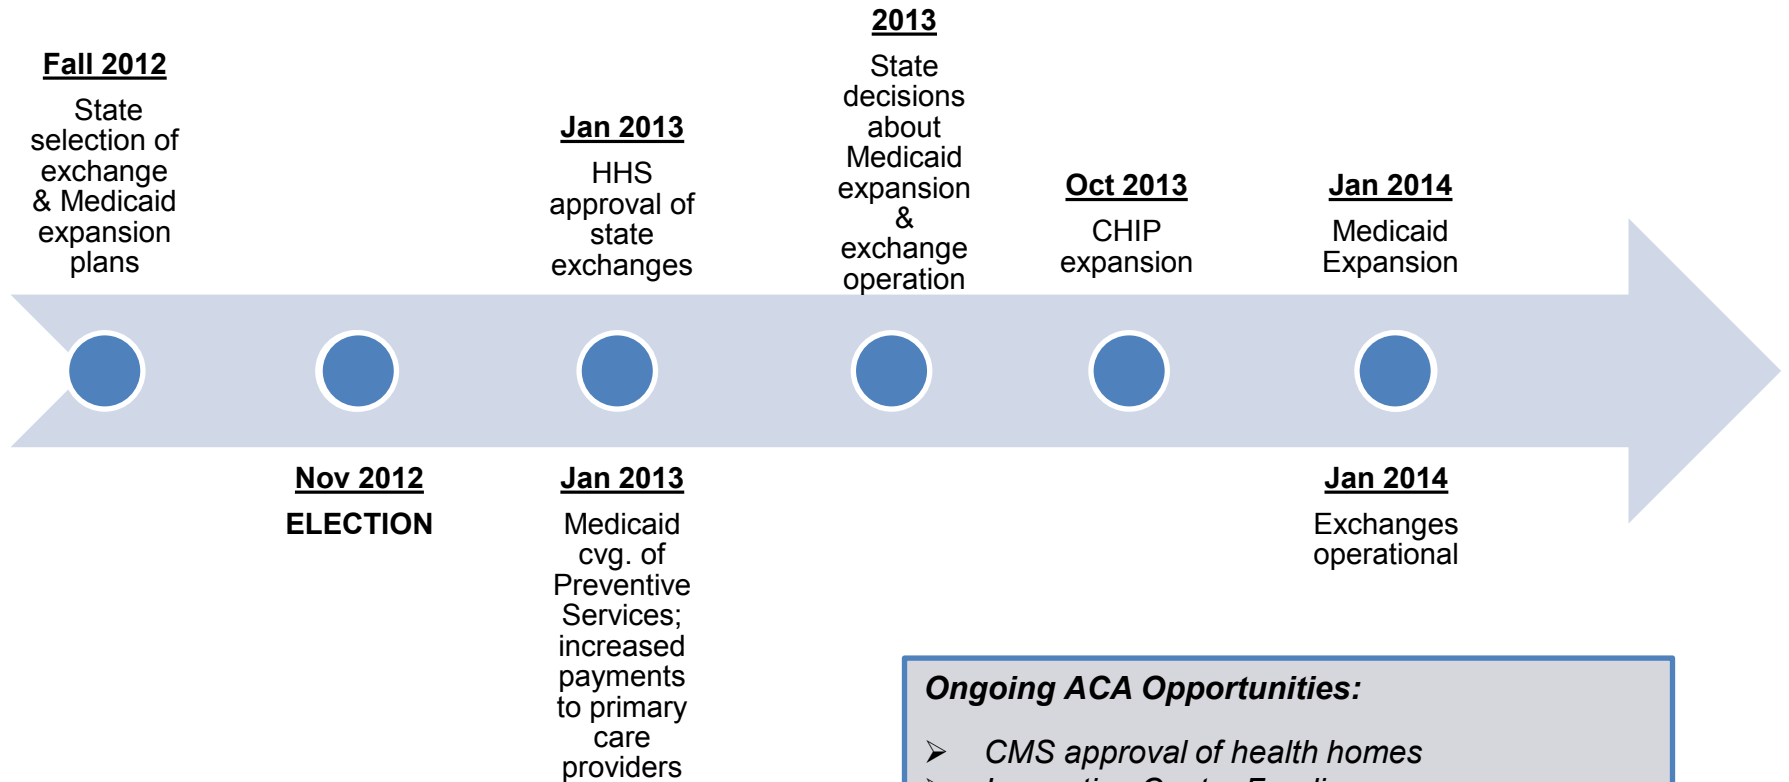 Fall 2012
State
selection of
exchange
& Medicaid
expansion
plans
Nov 2012
ELECTION
Jan 2013
HHS
approval of
state
exchanges
Jan 2013
Medicaid
cvg. of
Preventive
Services;
increased
payments
to primary
care
providers
2013
State
decisions
about
Medicaid
expansion
&
exchange
operation
Oct 2013
CHIP
expansion
Jan 2014
Medicaid
Expansion
Jan 2014
Exchanges
operational
Ongoing ACA Opportunities:
➢ CMS approval of health homes